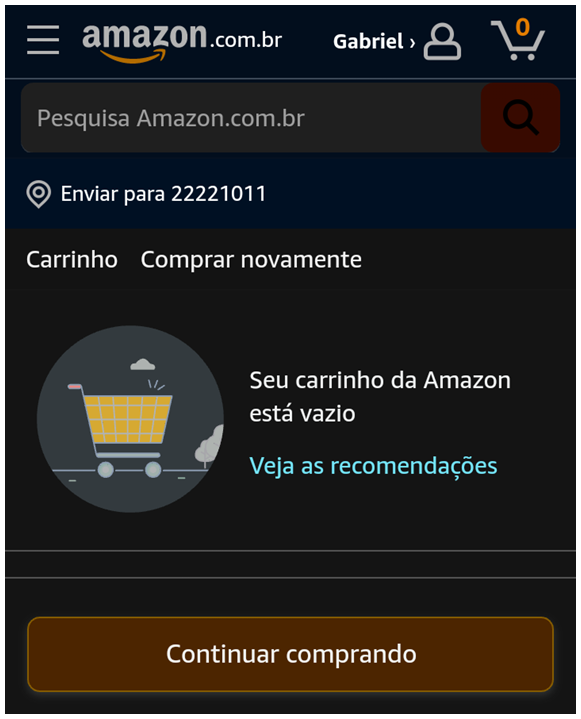 amazon.com.br
Gabriel ›
0
Pesquisa Amazon.com.br
Enviar para 22221011
Carrinho Comprar novamente
Seu carrinho da Amazon
está vazio
Veja as recomendações
Continuar comprando